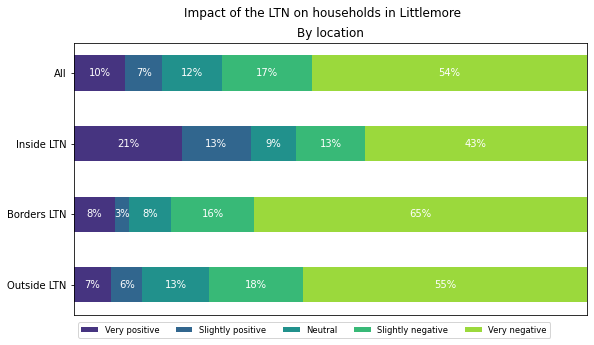 Impact of the LTN on households in Littlemore
By location
All 10% 7% 12% 17% 54%
Inside LTN 21% 13% 9% 13% 43%
Borders LTN 8% 3% 8% 16% 65%
Outside LTN 7% 6% 13% 18% 55%
Very positive Slightly positive Neutral Slightly negative Very negative